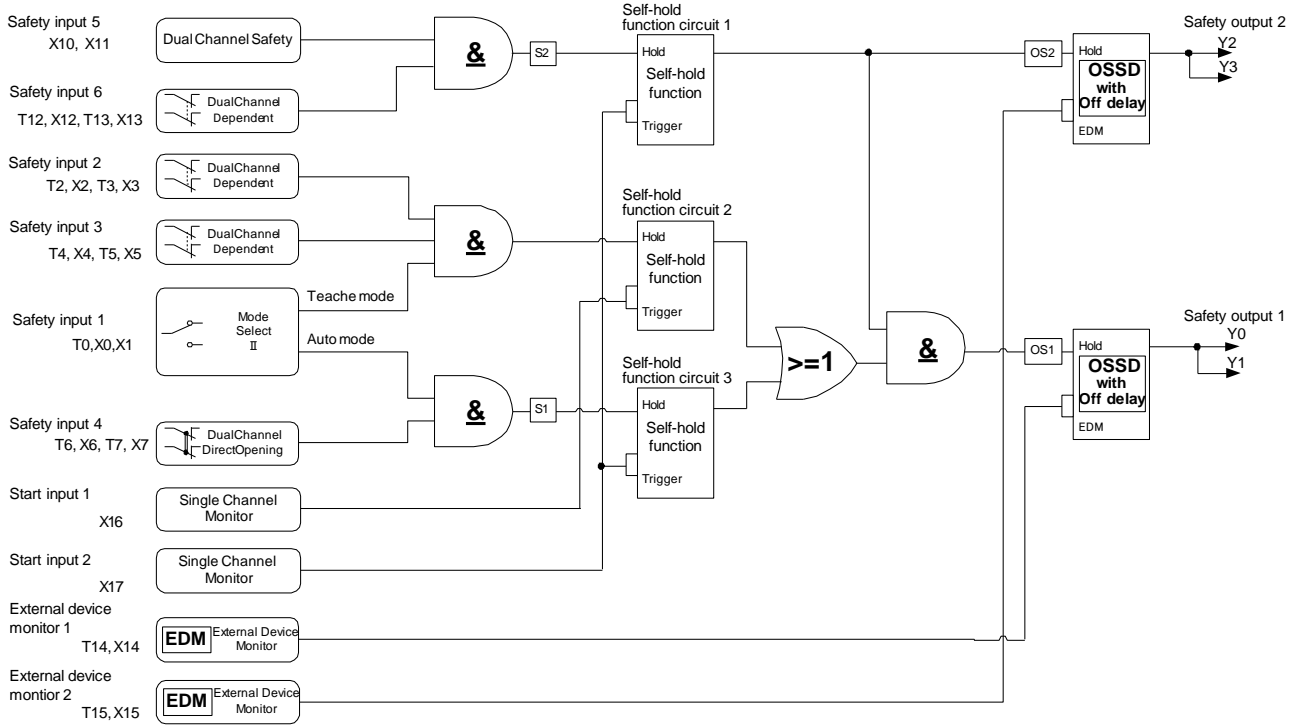 Safety input 5
X10, X11
Dual Channel Safety
&
S2
Self-hold
function circuit 1
Hold
Self-hold
function
Trigger
OS2
Hold
OSSD
with
Off delay
EDM
Safety output 2
Y2
Y3
Safety input 6
T12, X12, T13, X13
DualChannel
Dependent
Safety input 2
T2, X2, T3, X3
DualChannel
Dependent
Safety input 3
T4, X4, T5, X5
DualChannel
Dependent
&
Self-hold
function circuit 2
Hold
Self-hold
function
Trigger
Safety input 1
T0,X0,X1
Mode
Select
II
Teache mode
Auto mode
>=1
&
OS1
Hold
OSSD
with
Off delay
EDM
Safety output 1
Y0
Y1
&
S1
Self-hold
function circuit 3
Hold
Self-hold
function
Trigger
Safety input 4
T6, X6, T7, X7
DualChannel
DirectOpening
Start input 1
X16
Single Channel
Monitor
Start input 2
X17
Single Channel
Monitor
External device
monitor 1
T14, X14
EDM
External Device
Monitor
External device
montior 2
T15, X15
EDM
External Device
Monitor